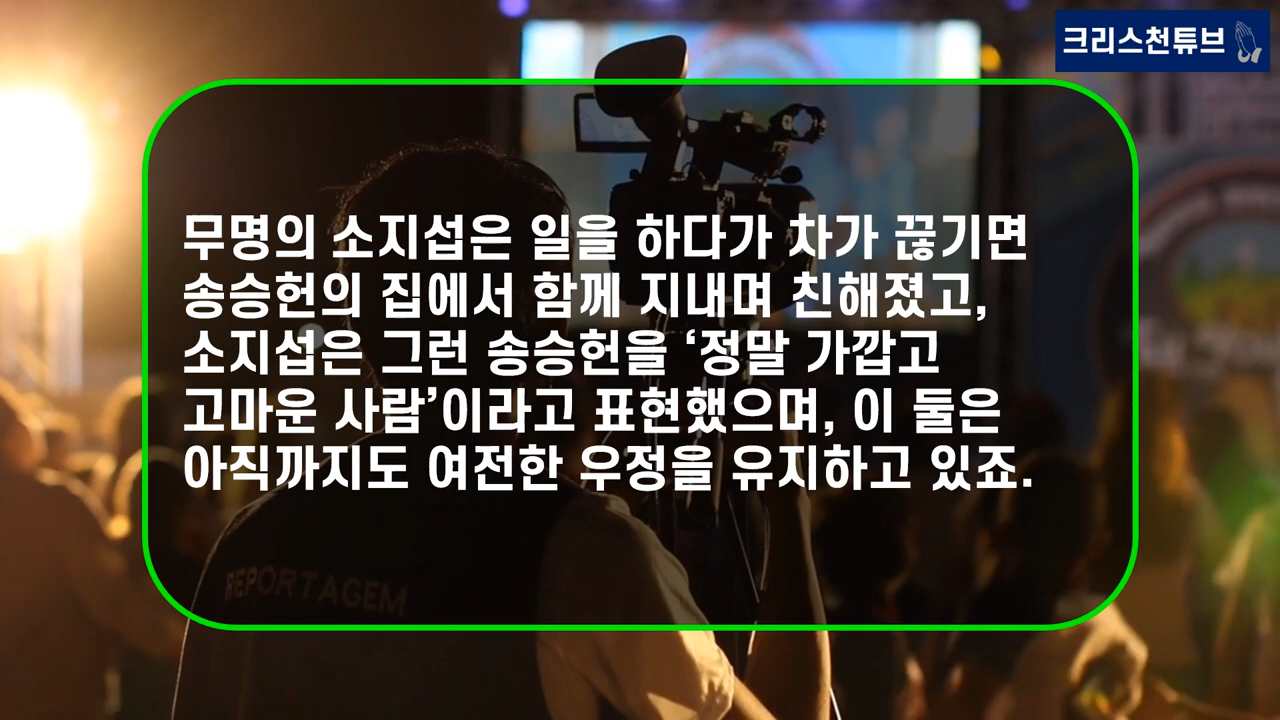 크리스천튜브
무명의 소지섭은 일을 하다가 차가 끊기면
송승헌의 집에서 함께 지내며 친해졌고,
소지섭은 그런 송승헌을 ‘정말 가깝고
고마운 사람’이라고 표현했으며, 이 둘은
아직까지도 여전한 우정을 유지하고 있죠.
REPORTAGEM